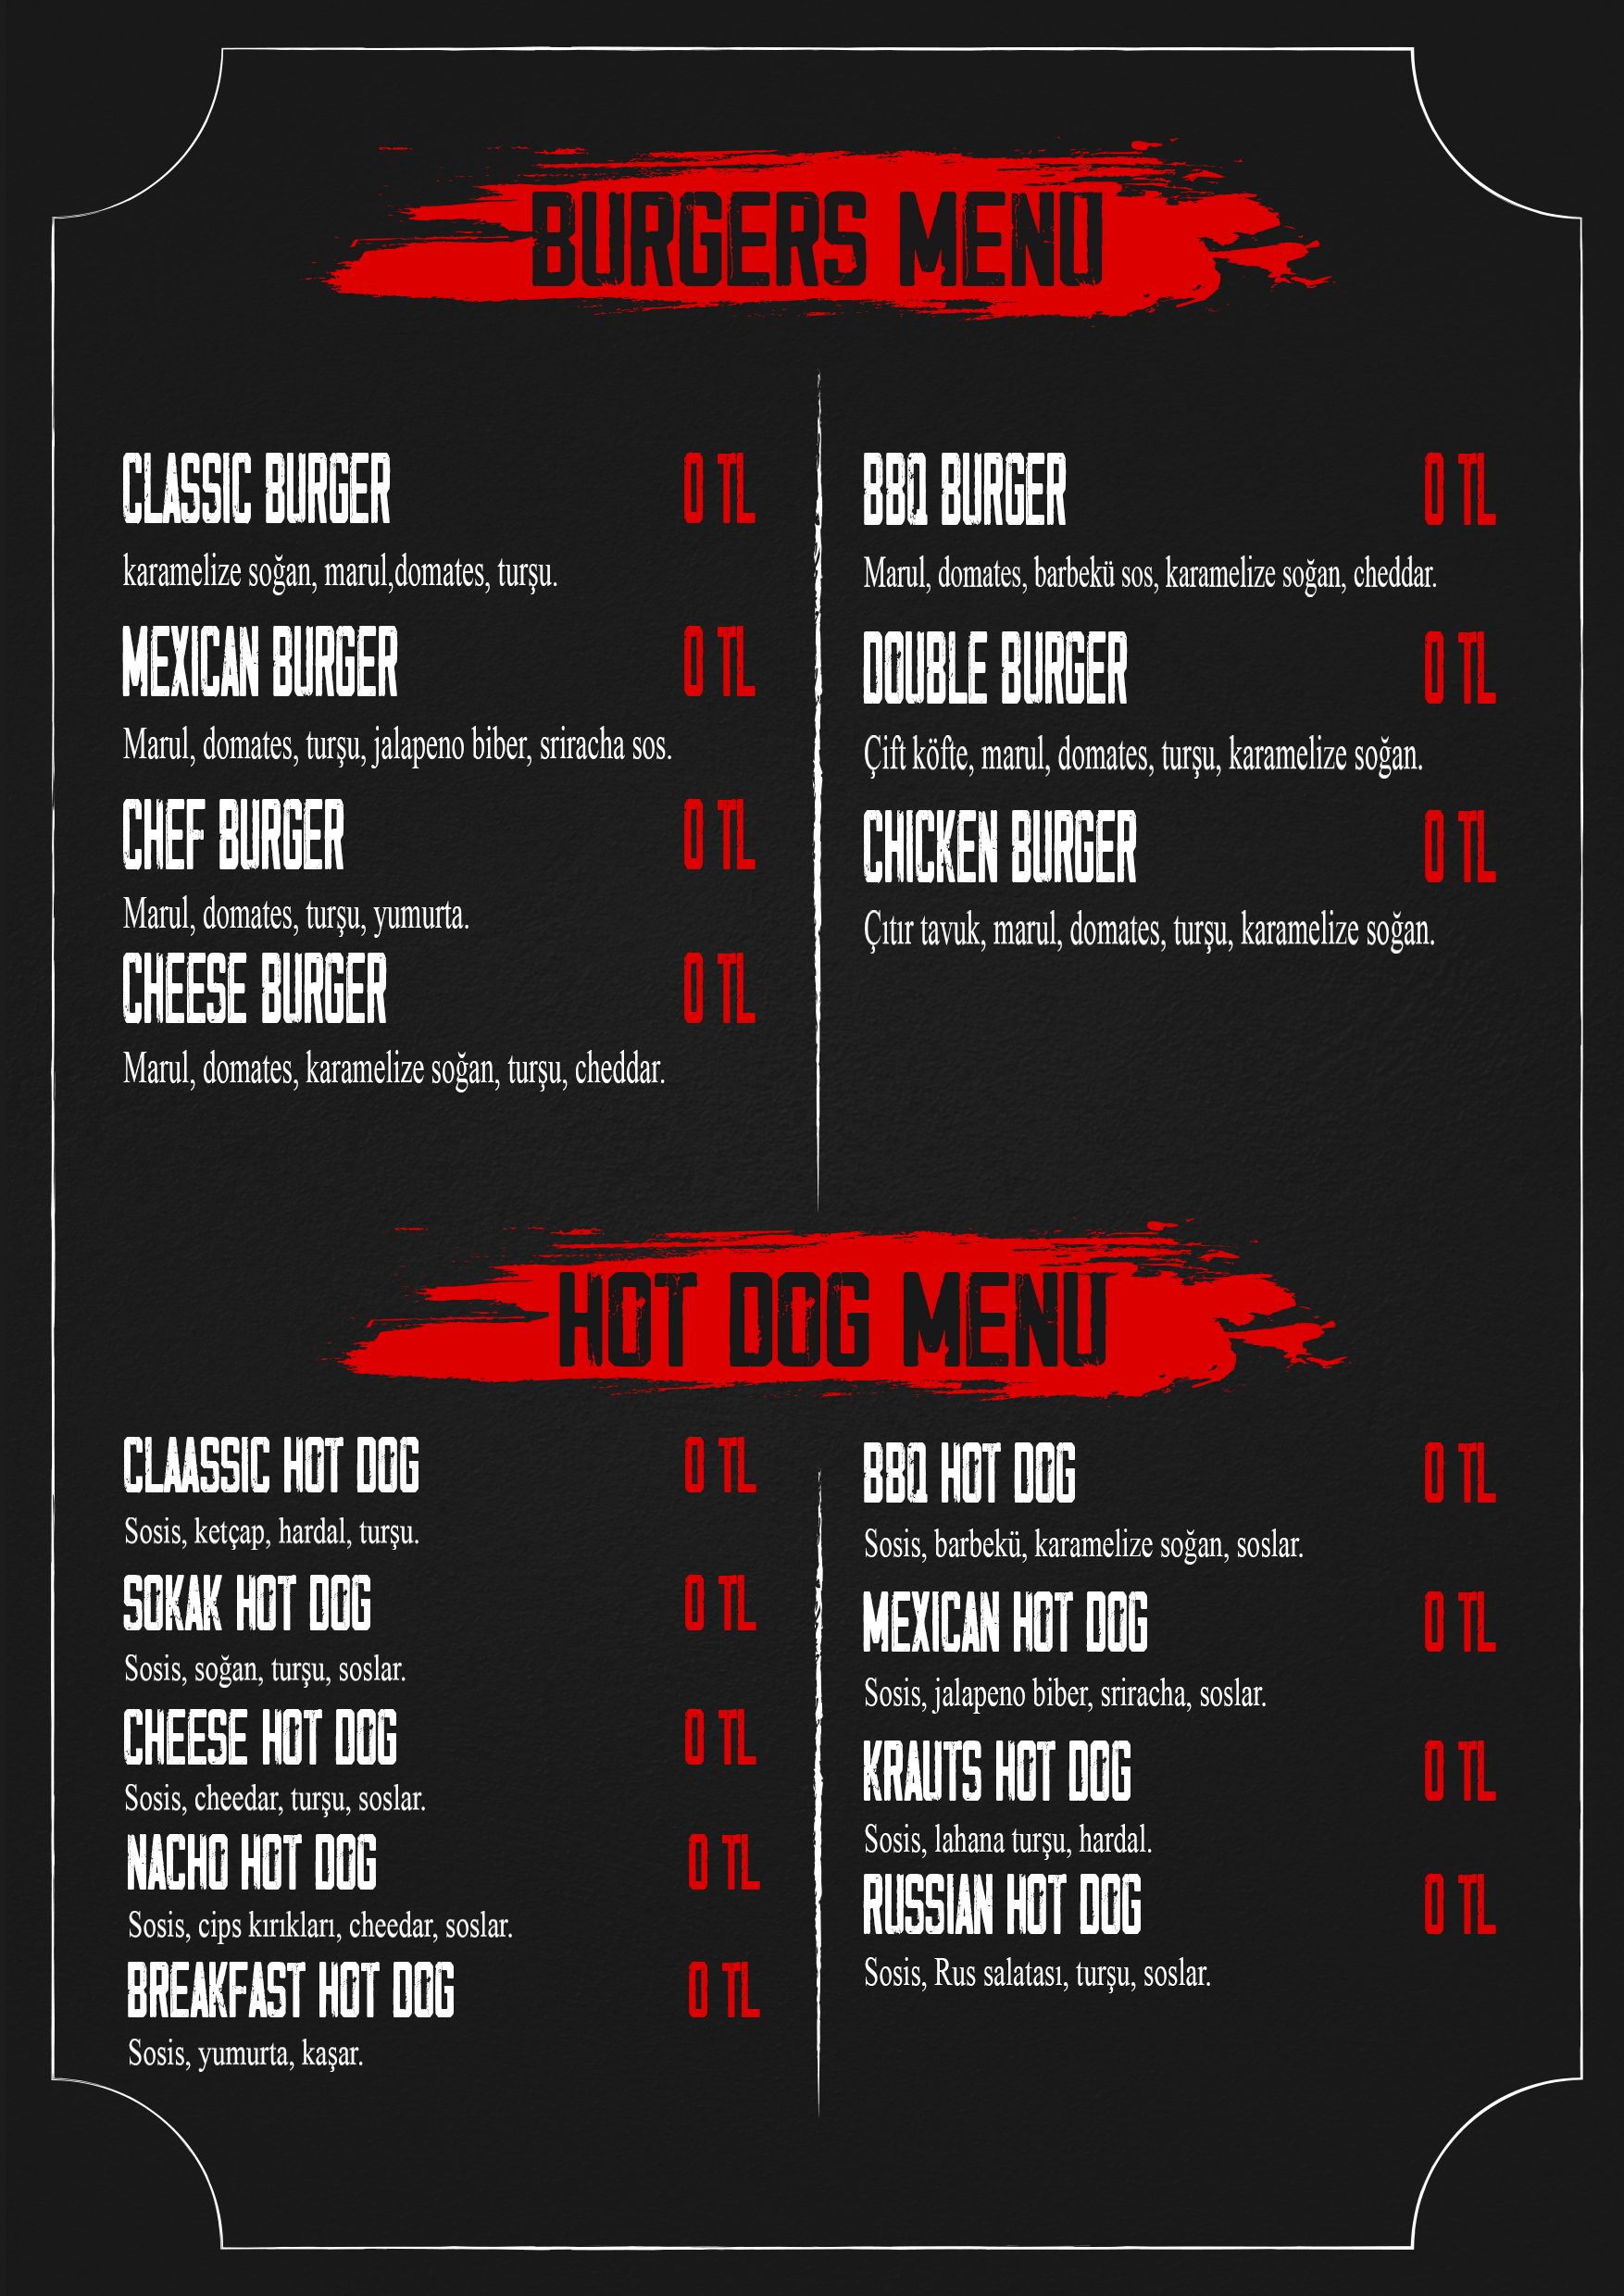 BURGERS MENU
CLASSIC BURGER 0 TL
karamelize soğan, marul,domates, turşu.
MEXICAN BURGER 0 TL
Marul, domates, turşu, jalapeno biber, sriracha sos.
CHEF BURGER 0 TL
Marul, domates, turşu, yumurta.
CHEESE BURGER 0 TL
Marul, domates, karamelize soğan, turşu, cheddar.
BBQ BURGER 0 TL
Marul, domates, barbekü sos, karamelize soğan, cheddar.
DOUBLE BURGER 0 TL
Çift köfte, marul, domates, turşu, karamelize soğan.
CHICKEN BURGER 0 TL
Çıtır tavuk, marul, domates, turşu, karamelize soğan.
HOT DOG MENU
CLAASSIC HOT DOG 0 TL
Sosis, ketçap, hardal, turşu.
SOKAK HOT DOG 0 TL
Sosis, soğan, turşu, soslar.
CHEESE HOT DOG 0 TL
Sosis, cheedar, turşu, soslar.
NACHO HOT DOG 0 TL
Sosis, cips kırıkları, cheedar, soslar.
BREAKFAST HOT DOG 0 TL
Sosis, yumurta, kaşar.
BBQ HOT DOG 0 TL
Sosis, barbekü, karamelize soğan, soslar.
MEXICAN HOT DOG 0 TL
Sosis, jalapeno biber, sriracha, soslar.
KRAUTS HOT DOG 0 TL
Sosis, lahana turşu, hardal.
RUSSIAN HOT DOG 0 TL
Sosis, Rus salatası, turşu, soslar.